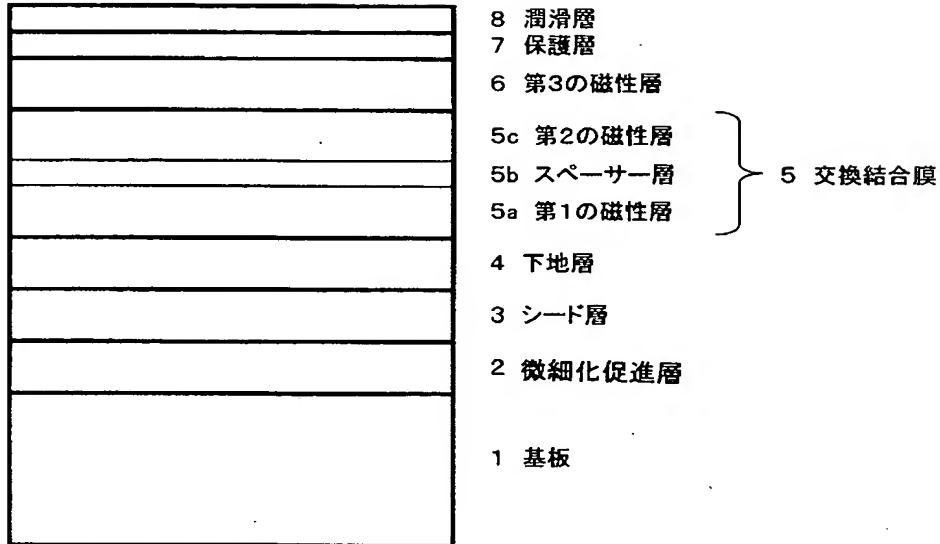 8 潤滑層
7 保護層
6 第3の磁性層
5c 第2の磁性層
5b スペーサー層
5a 第1の磁性層
5 交換結合膜
4 下地層
3 シード層
2 微細化促進層
1 基板